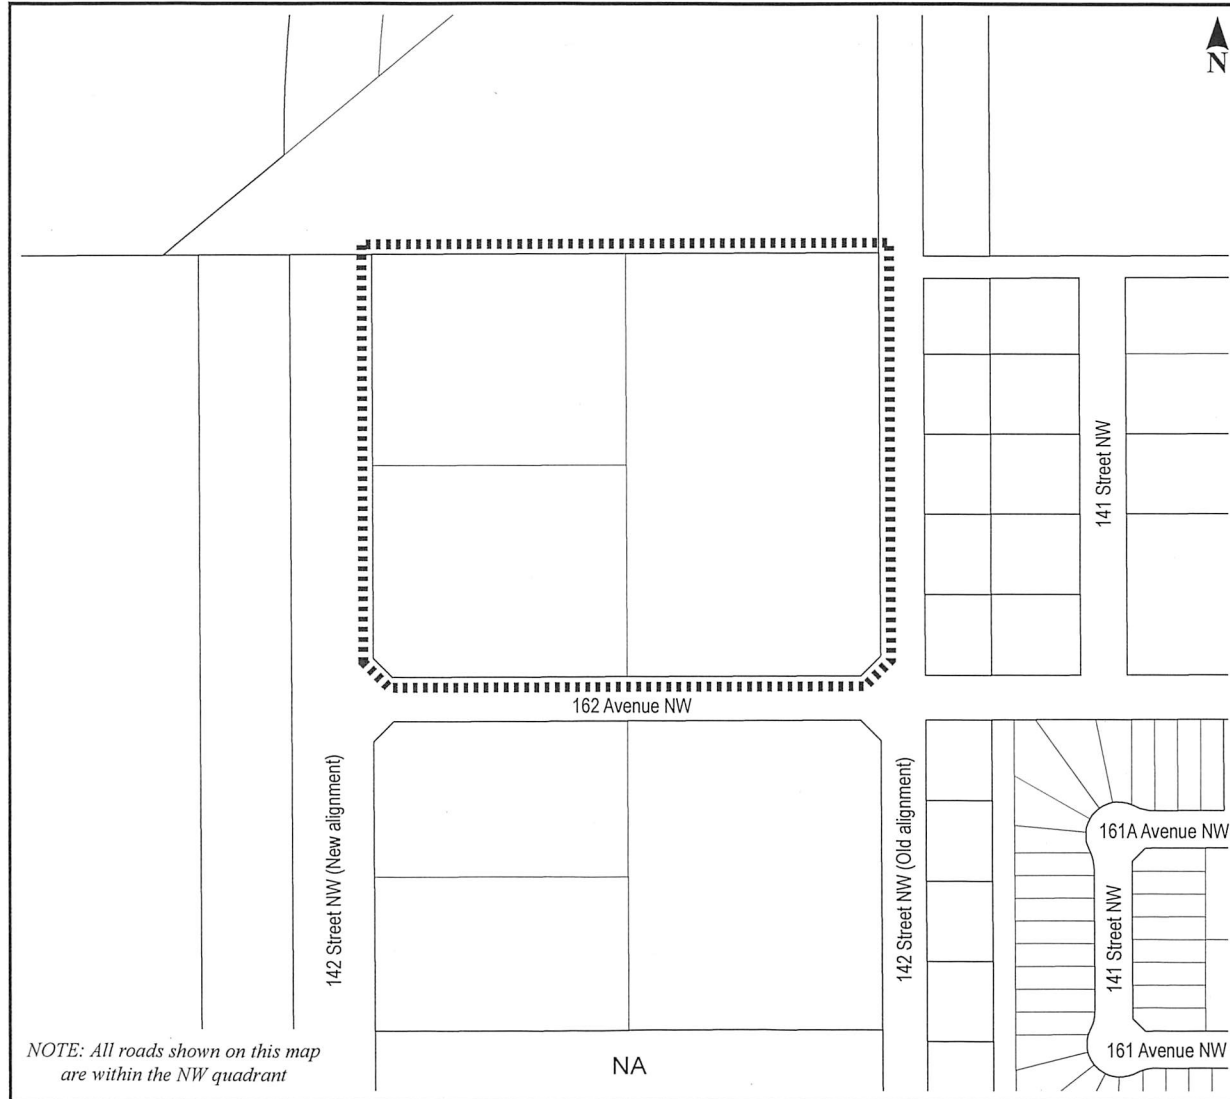 N
141 Street NW
162 Avenue NW
142 Street NW (New alignment)
142 Street NW (Old alignment)
161A Avenue NW
141 Street NW
161 Avenue NW
NOTE: All roads shown on this map
are within the NW quadrant
NA